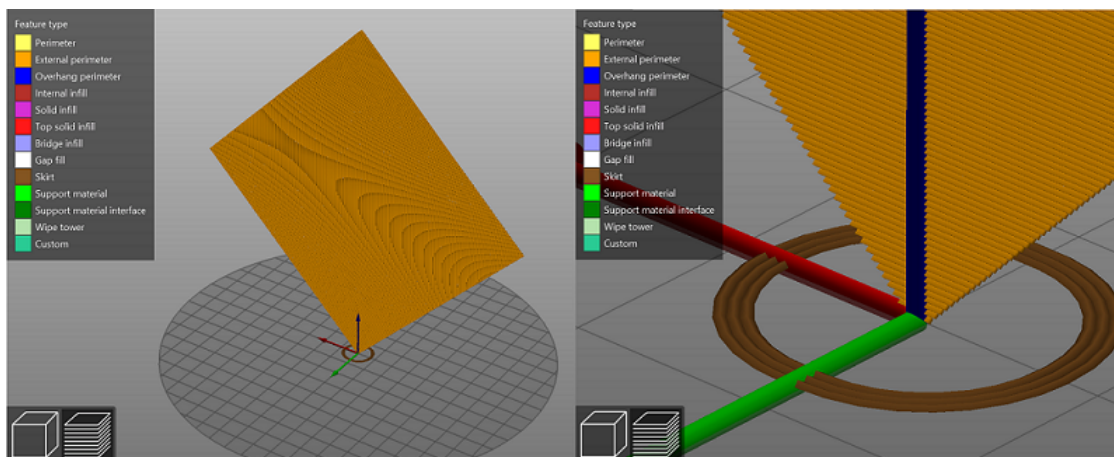 Feature type
Perimeter
External perimeter
Overhang perimeter
Internal infill
Solid infill
Top solid infill
Bridge infill
Gap fill
Skirt
Support material
Support material interface
Wipe tower
Custom
Feature type
Perimeter
External perimeter
Overhang perimeter
Internal infill
Solid infill
Top solid infill
Bridge infill
Gap fill
Skirt
Support material
Support material interface
Wipe tower
Custom